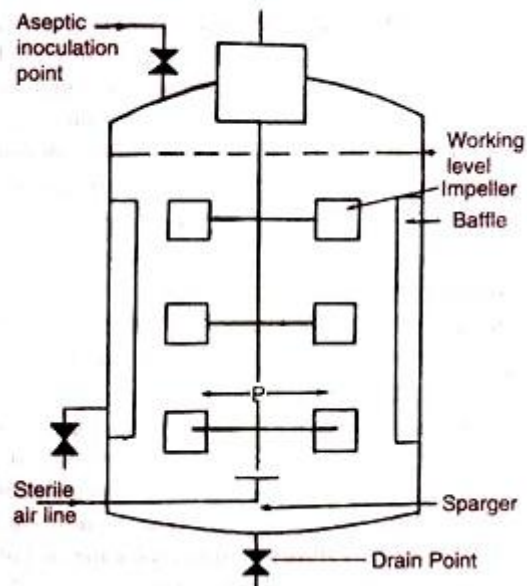 Aseptic
inoculation
point
Working
level
Impeller
Baffle
P
Sterile
air line
Sparger
Drain Point